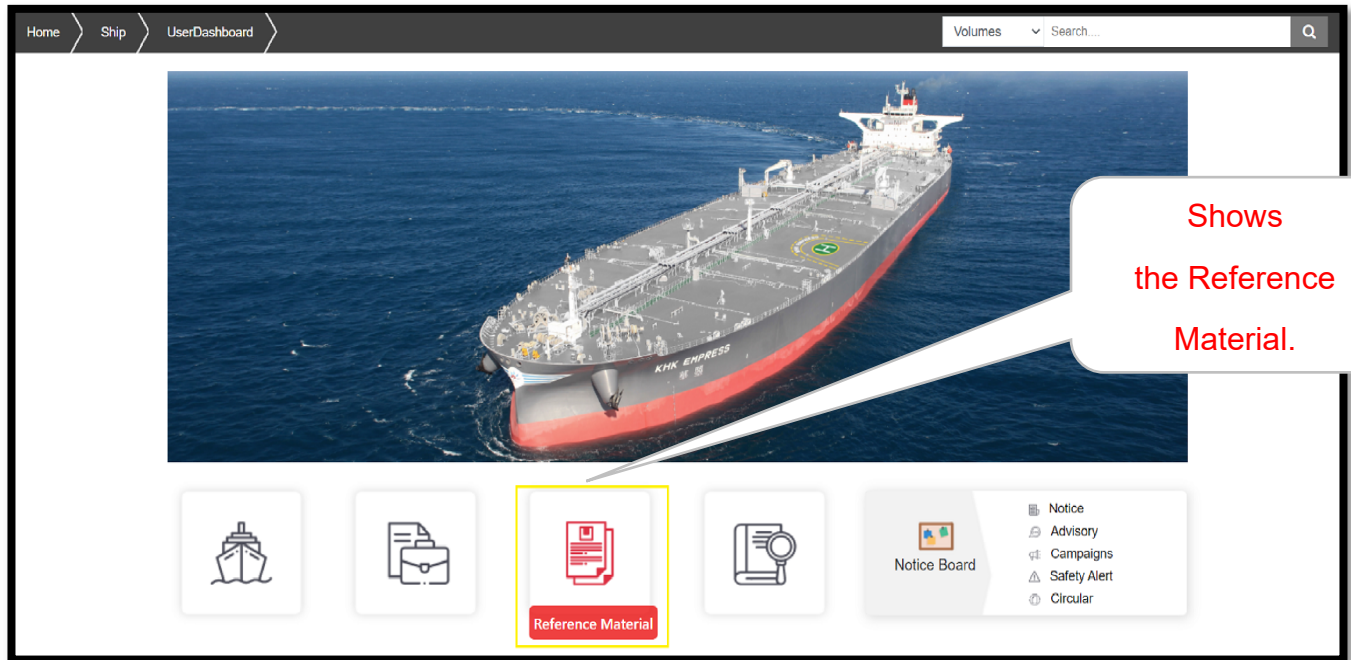 Home
Ship
UserDashboard
Volumes
Search....
KHK EMPRESS
Shows
the Reference
Material.
Reference Material
Notice Board
Notice
Advisory
Campaigns
Safety Alert
Circular